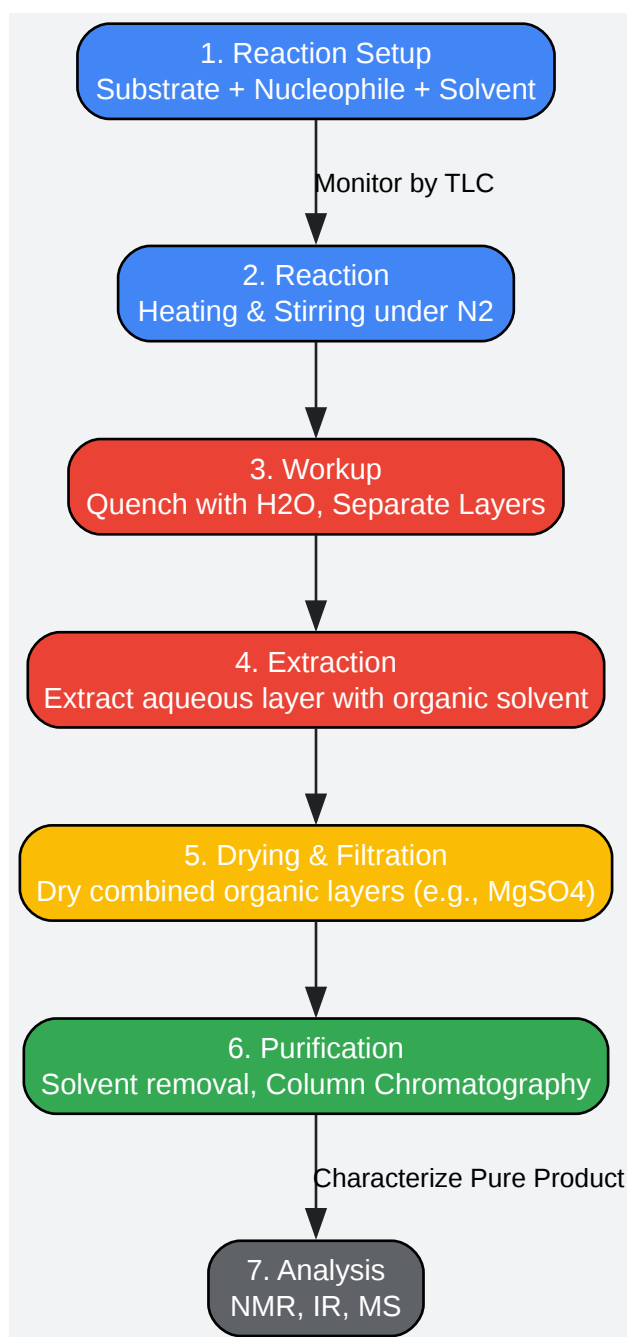 1. Reaction Setup
Substrate + Nucleophile + Solvent
Monitor by TLC
2. Reaction
Heating & Stirring under N2
3. Workup
Quench with H2O, Separate Layers
4. Extraction
Extract aqueous layer with organic solvent
5. Drying & Filtration
Dry combined organic layers (e.g., MgSO4)
6. Purification
Solvent removal, Column Chromatography
Characterize Pure Product
7. Analysis
NMR, IR, MS